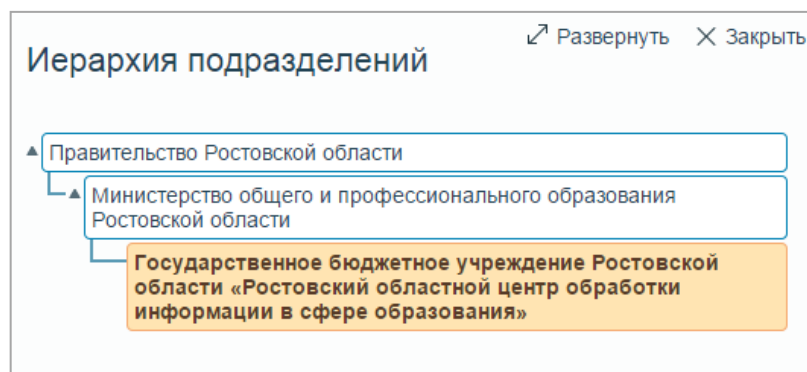 Развернуть Закрыть
Иерархия подразделений
Правительство Ростовской области
Министерство общего и профессионального образования
Ростовской области
Государственное бюджетное учреждение Ростовской
области «Ростовский областной центр обработки
информации в сфере образования»